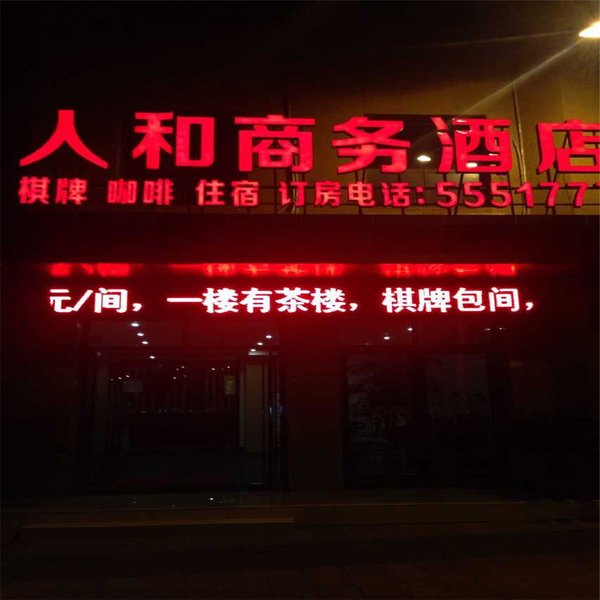 人和商务酒店
棋牌 咖啡 住宿 订房电话:5551777
元/间，一楼有茶楼，棋牌包间，